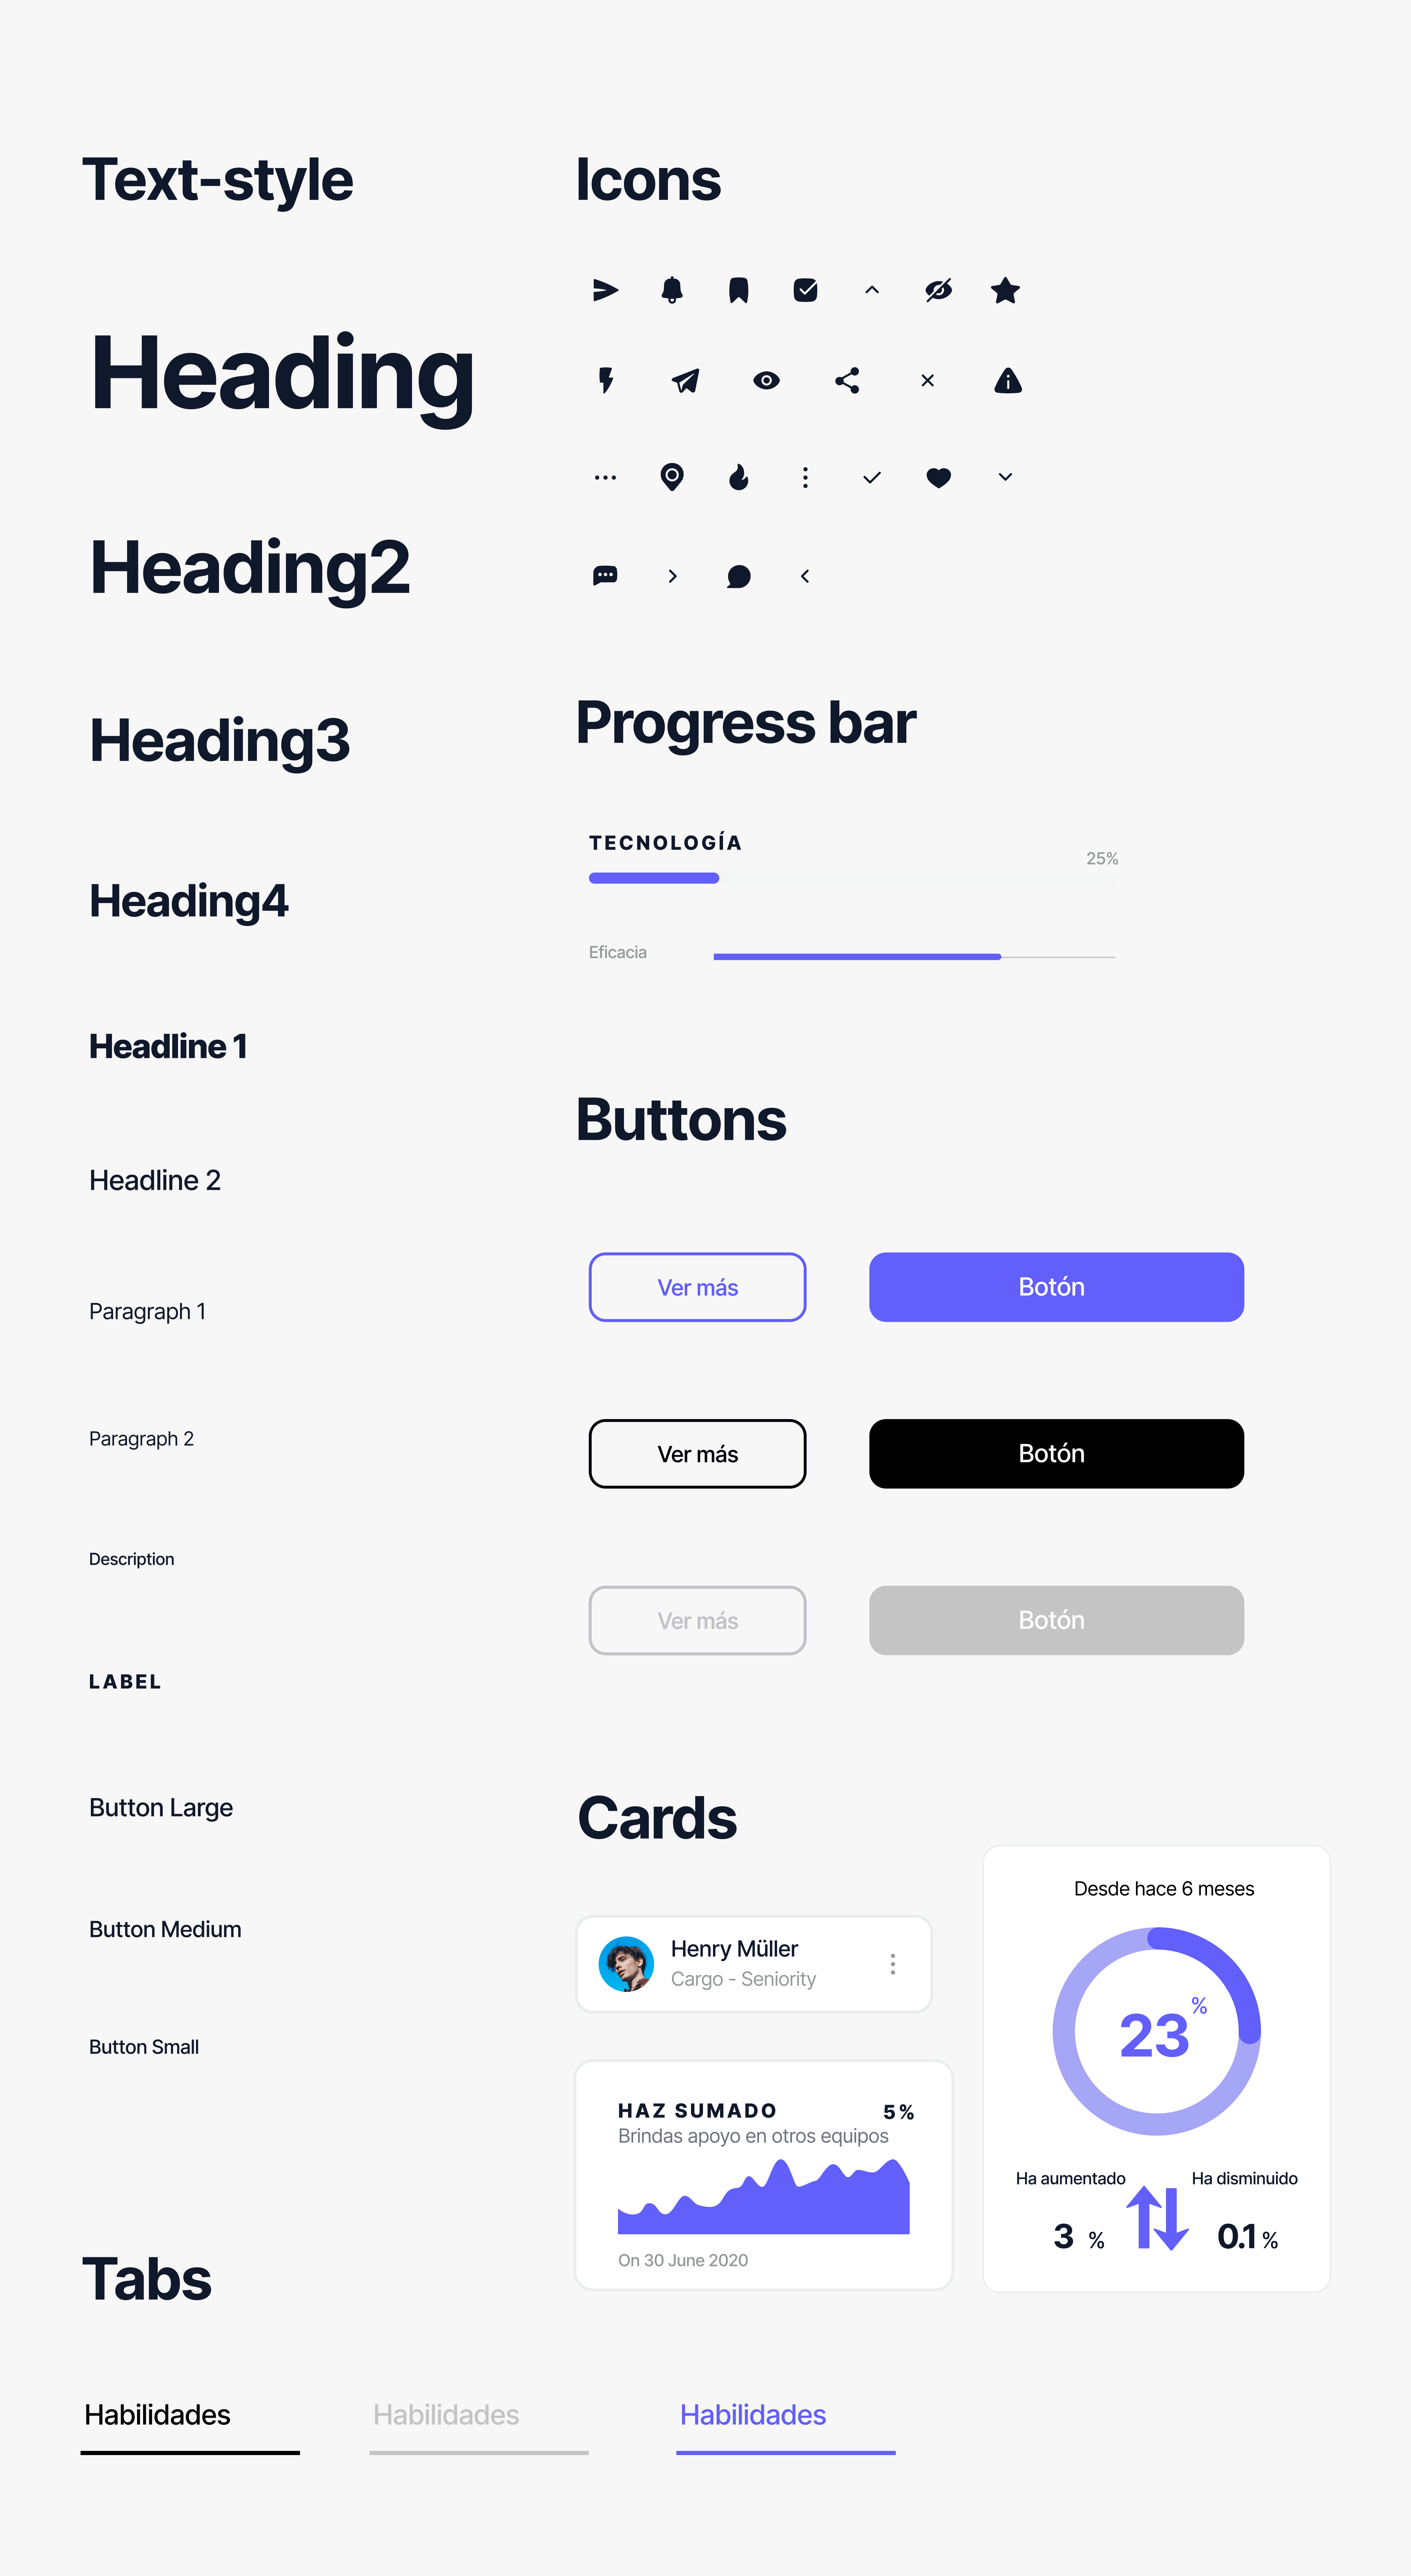 Text-style
Heading
Heading2
Heading3
Heading4
Headline 1
Headline 2
Paragraph 1
Paragraph 2
Description
LABEL
Button Large
Button Medium
Button Small
Icons
Progress bar
TECNOLOGÍA
25%
Eficacia
Buttons
Ver más
Botón
Ver más
Botón
Ver más
Botón
Cards
Henry Müller
Cargo - Seniority
HAZ SUMADO 5%
Brindas apoyo en otros equipos
On 30 June 2020
Desde hace 6 meses
23%
Ha aumentado
3 %
Ha disminuido
0.1 %
Tabs
Habilidades
Habilidades
Habilidades